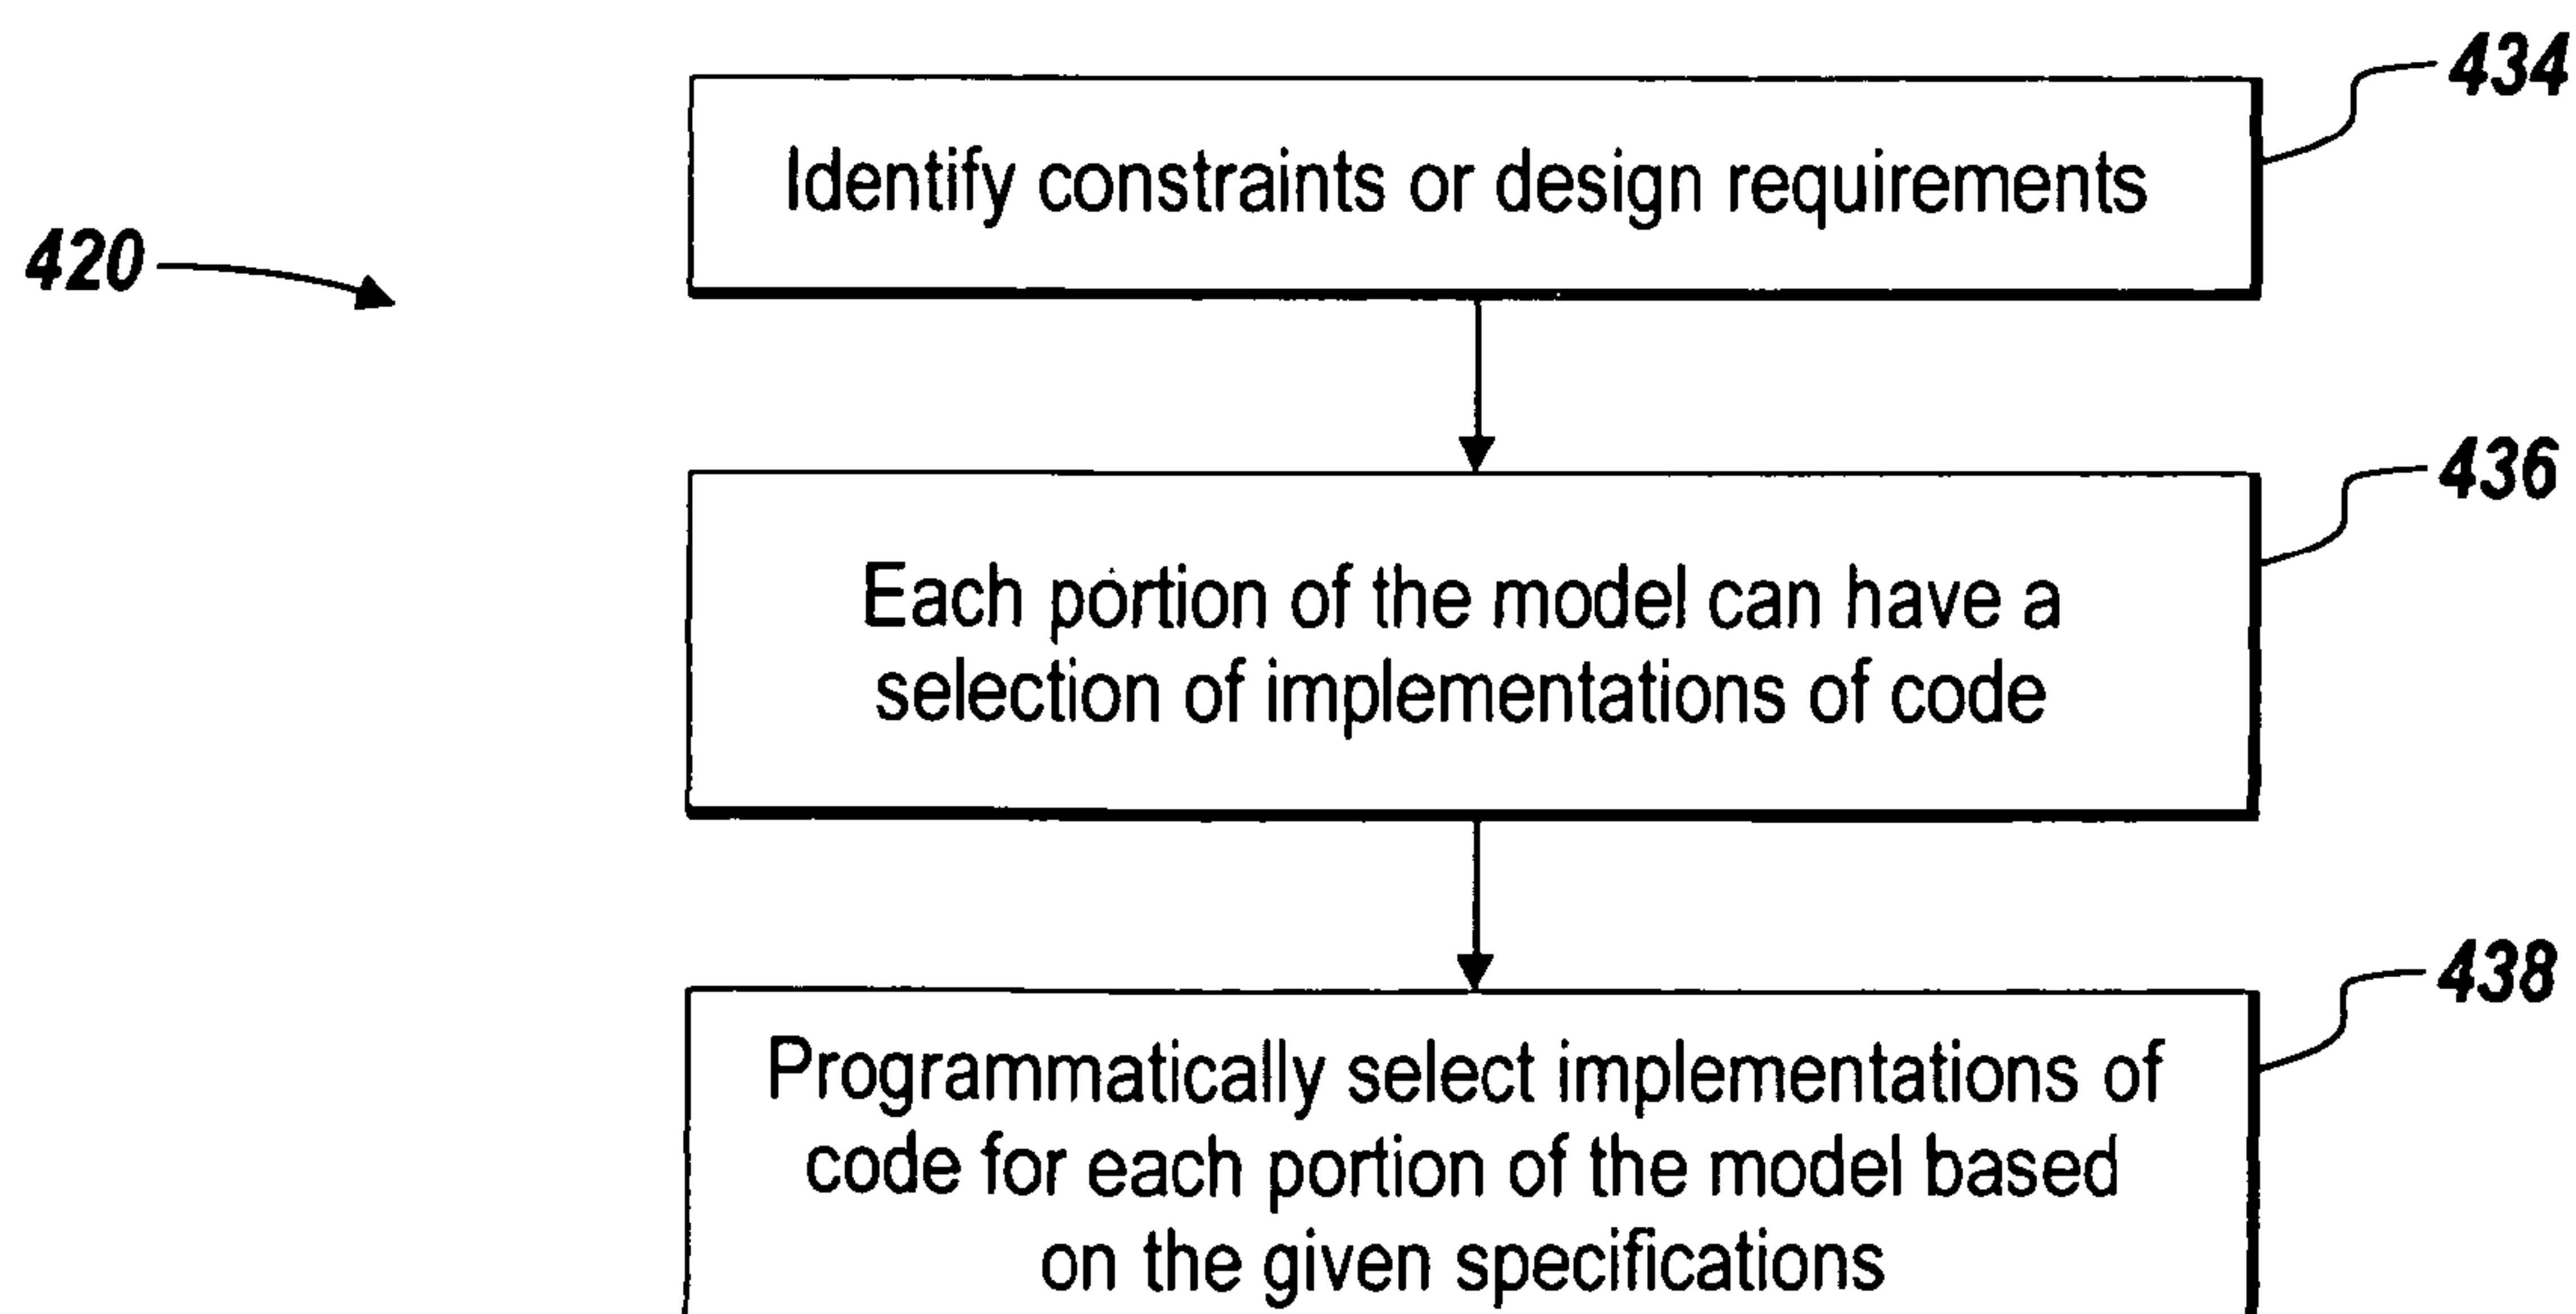 434
Identify constraints or design requirements
420
436
Each portion of the model can have a
selection of implementations of code
438
Programmatically select implementations of
code for each portion of the model based
on the given specifications